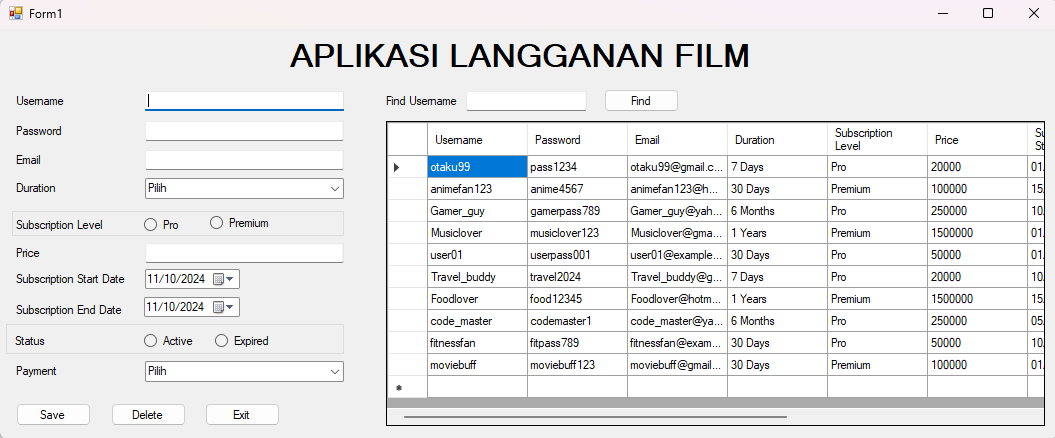 Form1
APLIKASI LANGGANAN FILM
Username
Password
Email
Duration Pilih
Subscription Level Pro Premium
Price
Subscription Start Date 11/10/2024
Subscription End Date 11/10/2024
Status Active Expired
Payment Pilih
Save Delete Exit
Find Username Find
Username Password Email Duration Subscription Level Price Su St
otaku99 pass1234 otaku99@gmail.c... 7 Days Pro 20000 01.
animefan123 anime4567 animefan123@h... 30 Days Premium 100000 15.
Gamer_guy gamerpass789 Gamer_guy@yah... 6 Months Pro 250000 10.
Musiclover musiclover123 Musiclover@gma... 1 Years Premium 1500000 01.
user01 userpass001 user01@example... 30 Days Pro 50000 01.
Travel_buddy travel2024 Travel_buddy@g... 7 Days Pro 20000 10.
Foodlover food12345 Foodlover@hotm... 1 Years Premium 1500000 15.
code_master codemaster1 code_master@ya... 6 Months Pro 250000 05.
fitnessfan fitpass789 fitnessfan@exam... 30 Days Pro 50000 10.
moviebuff moviebuff123 moviebuff@gmail... 30 Days Premium 100000 01.